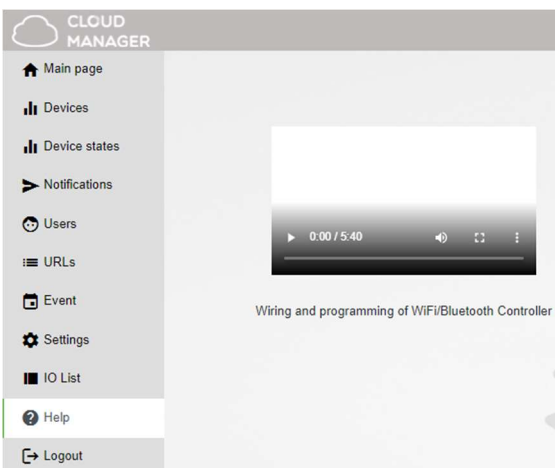 CLOUD
MANAGER
Main page
Devices
Device states
Notifications
Users
URLs
Event
Settings
IO List
Help
Logout
0:00 / 5:40
Wiring and programming of WiFi/Bluetooth Controller